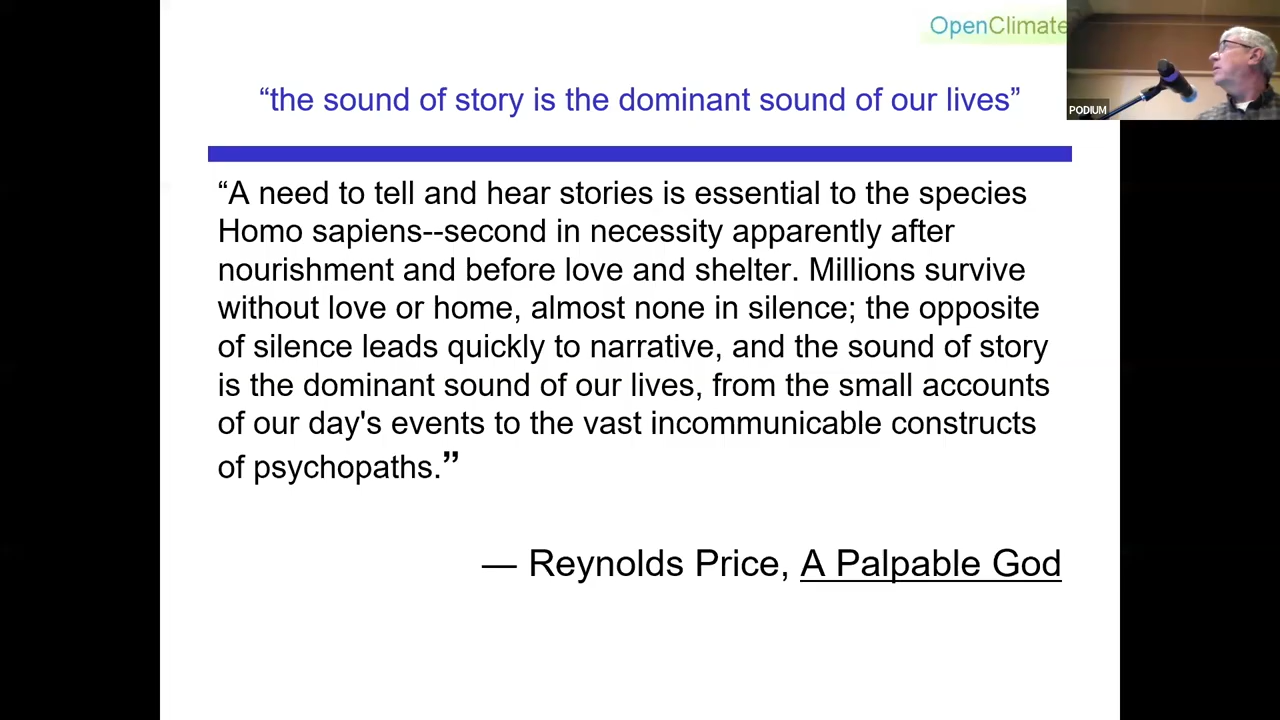 OpenClimate
PODIUM
“the sound of story is the dominant sound of our lives”
“A need to tell and hear stories is essential to the species
Homo sapiens--second in necessity apparently after
nourishment and before love and shelter. Millions survive
without love or home, almost none in silence; the opposite
of silence leads quickly to narrative, and the sound of story
is the dominant sound of our lives, from the small accounts
of our day's events to the vast incommunicable constructs
of psychopaths.”
— Reynolds Price, A Palpable God